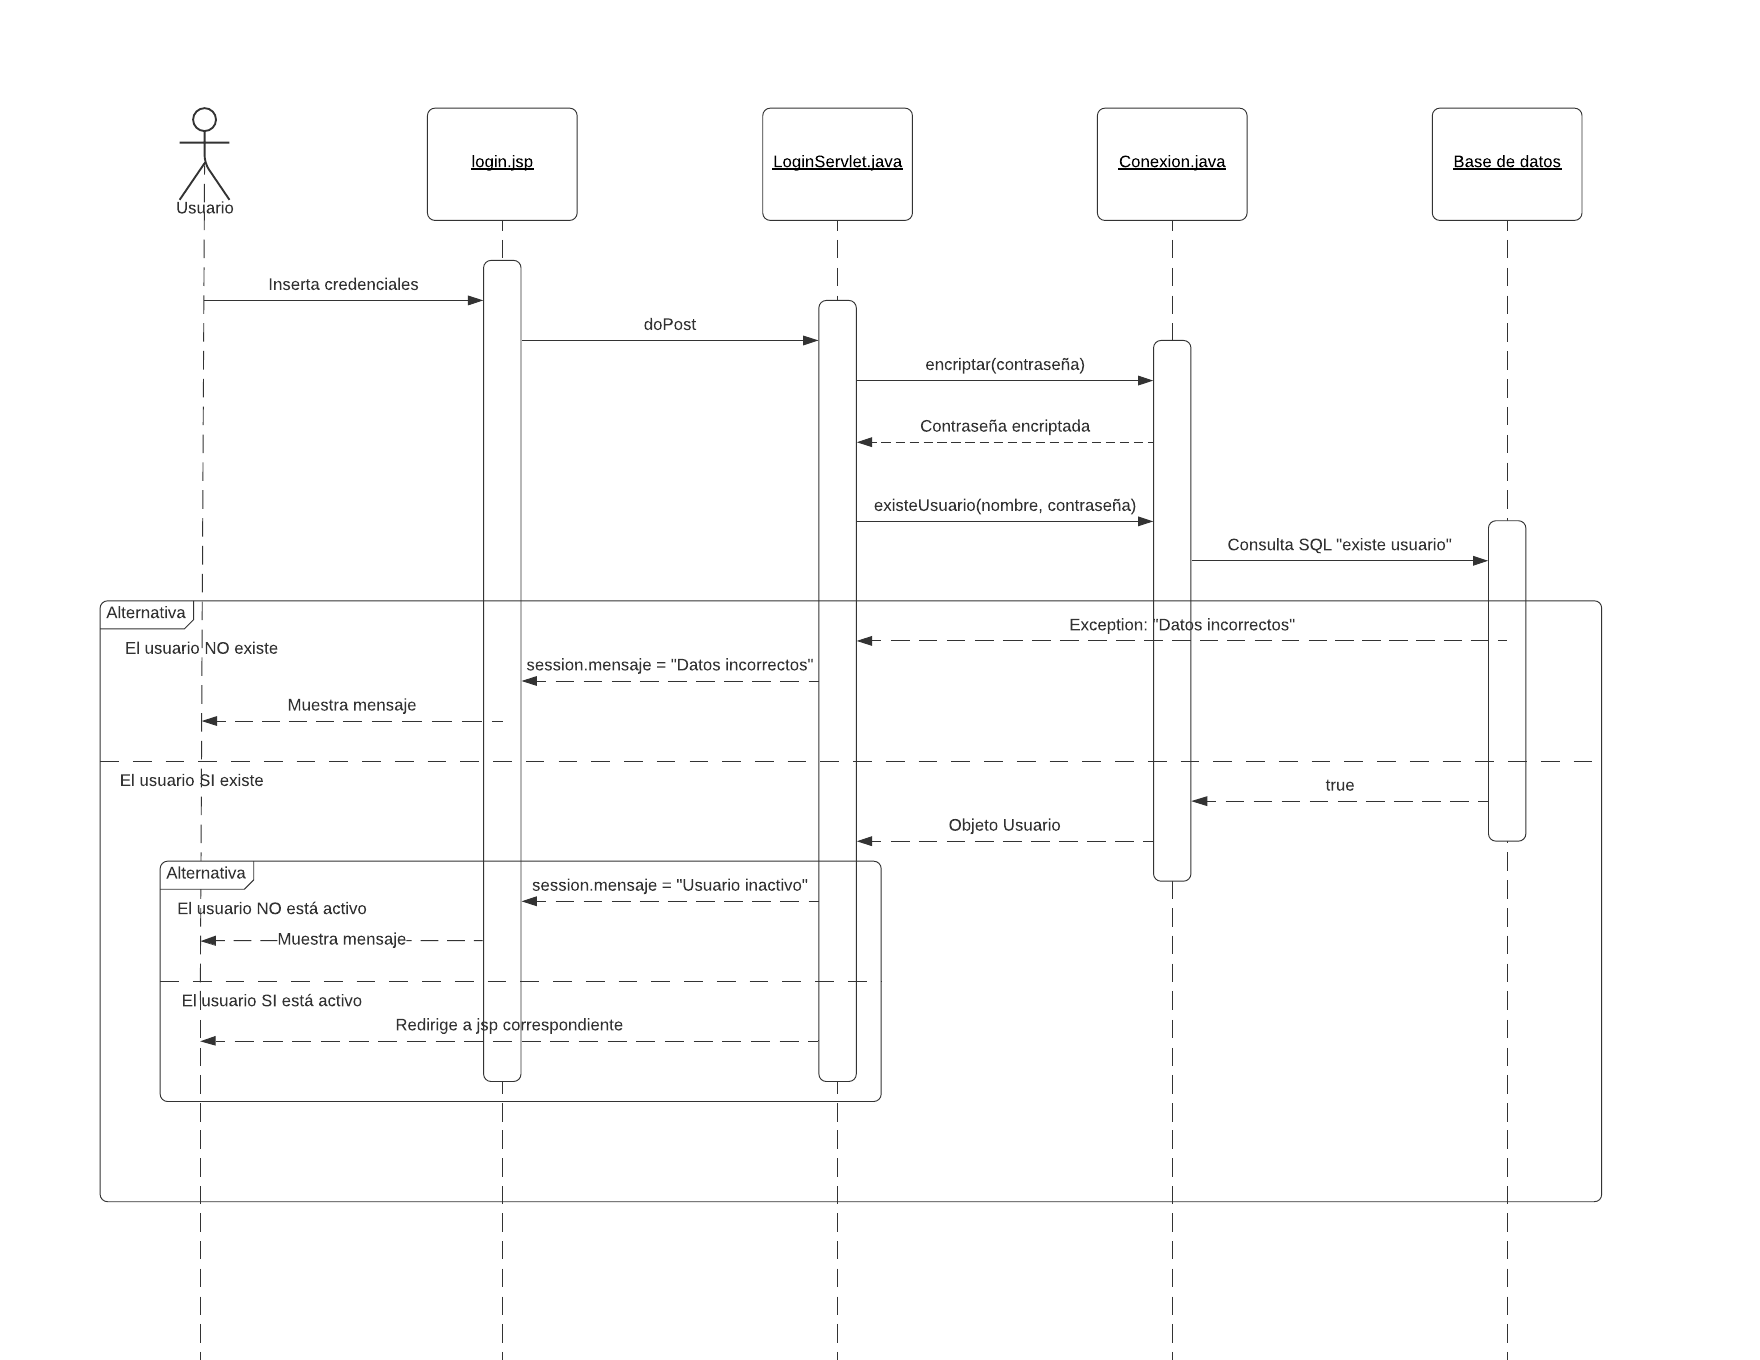 Usuario
login.jsp
LoginServlet.java
Conexion.java
Base de datos
Inserta credenciales
doPost
encriptar(contraseña)
Contraseña encriptada
existeUsuario(nombre, contraseña)
Consulta SQL "existe usuario"
Alternativa
Exception: "Datos incorrectos"
El usuario NO existe
session.mensaje = "Datos incorrectos"
Muestra mensaje
El usuario SI existe
true
Objeto Usuario
Alternativa
session.mensaje = "Usuario inactivo"
El usuario NO está activo
Muestra mensaje
El usuario SI está activo
Redirige a jsp correspondiente